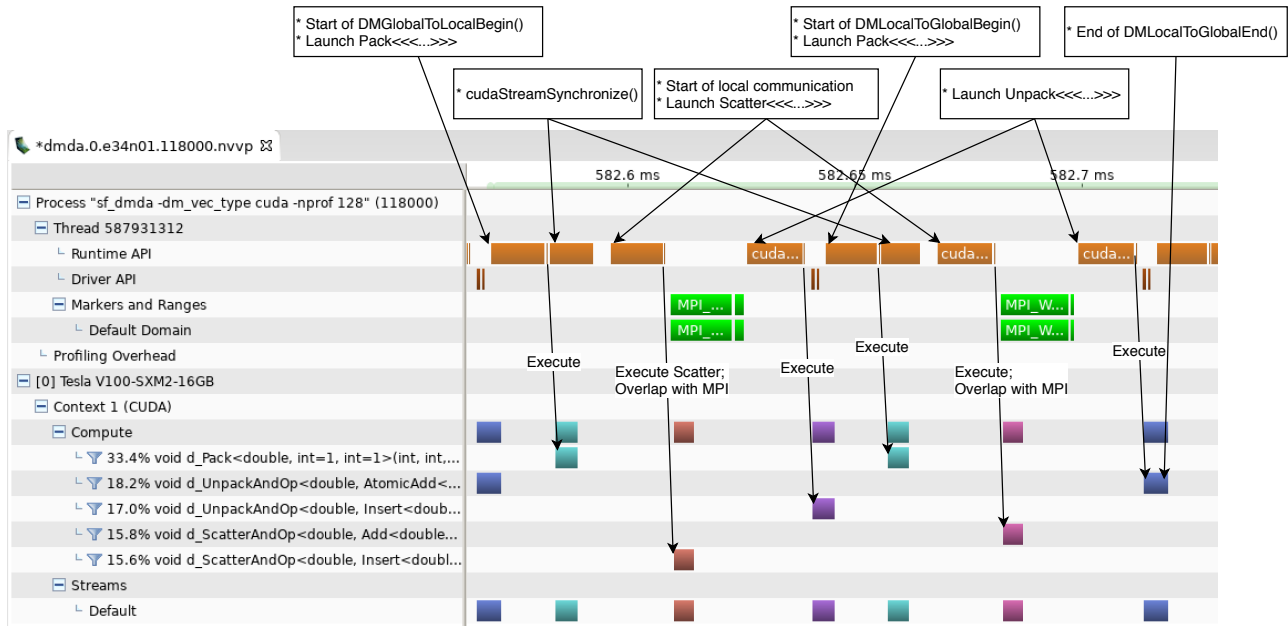 * Start of DMGlobalToLocalBegin()
* Launch Pack<<<...>>>
* Start of DMLocalToGlobalBegin()
* Launch Pack<<<...>>>
* End of DMLocalToGlobalEnd()
* cudaStreamSynchronize()
* Start of local communication
* Launch Scatter<<<...>>>
* Launch Unpack<<<...>>>
*dmda.0.e34n01.118000.nvvp
582.6 ms
582.65 ms
582.7 ms
Process "sf_dmda -dm_vec_type cuda -nprof 128" (118000)
Thread 587931312
Runtime API
cuda...
cuda...
cuda...
Driver API
Markers and Ranges
MPI_...
MPI_W...
Default Domain
MPI_...
MPI_W...
Profiling Overhead
Execute
Execute Scatter;
Overlap with MPI
Execute
Execute
Execute;
Overlap with MPI
Execute
[0] Tesla V100-SXM2-16GB
Context 1 (CUDA)
Compute
33.4% void d_Pack<double, int=1, int=1>(int, int,...
18.2% void d_UnpackAndOp<double, AtomicAdd<...
17.0% void d_UnpackAndOp<double, Insert<doub...
15.8% void d_ScatterAndOp<double, Add<double...
15.6% void d_ScatterAndOp<double, Insert<doubl...
Streams
Default